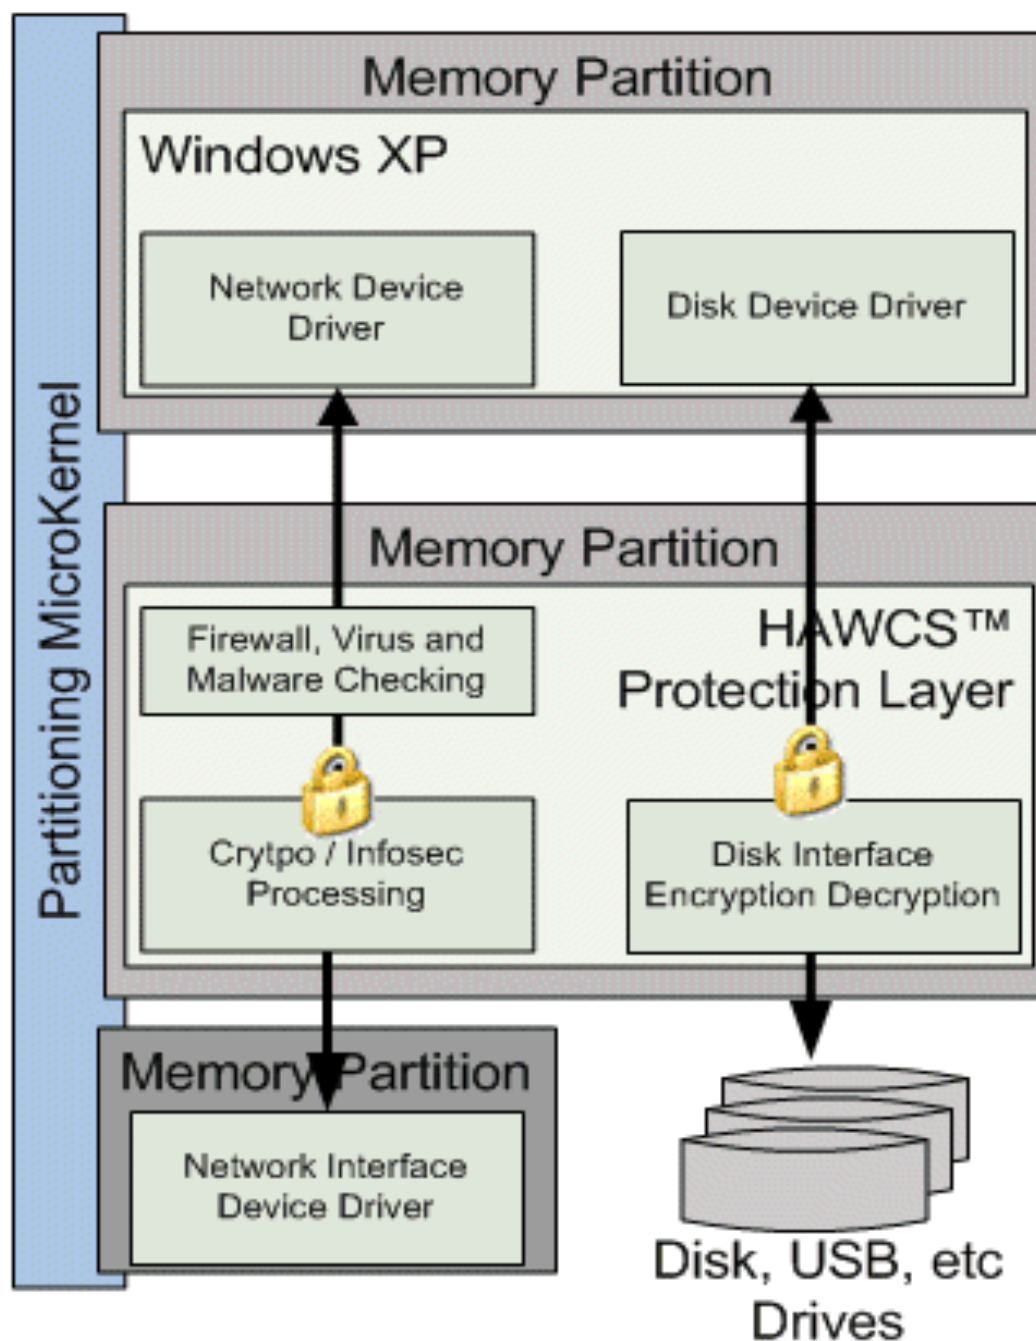 Partitioning MicroKernel
Memory Partition
Windows XP
Network Device
Driver
Disk Device Driver
Memory Partition
Firewall, Virus and
Malware Checking
HAWCS™
Protection Layer
Crytpo / Infosec
Processing
Disk Interface
Encryption Decryption
Memory Partition
Network Interface
Device Driver
Disk, USB, etc
Drives